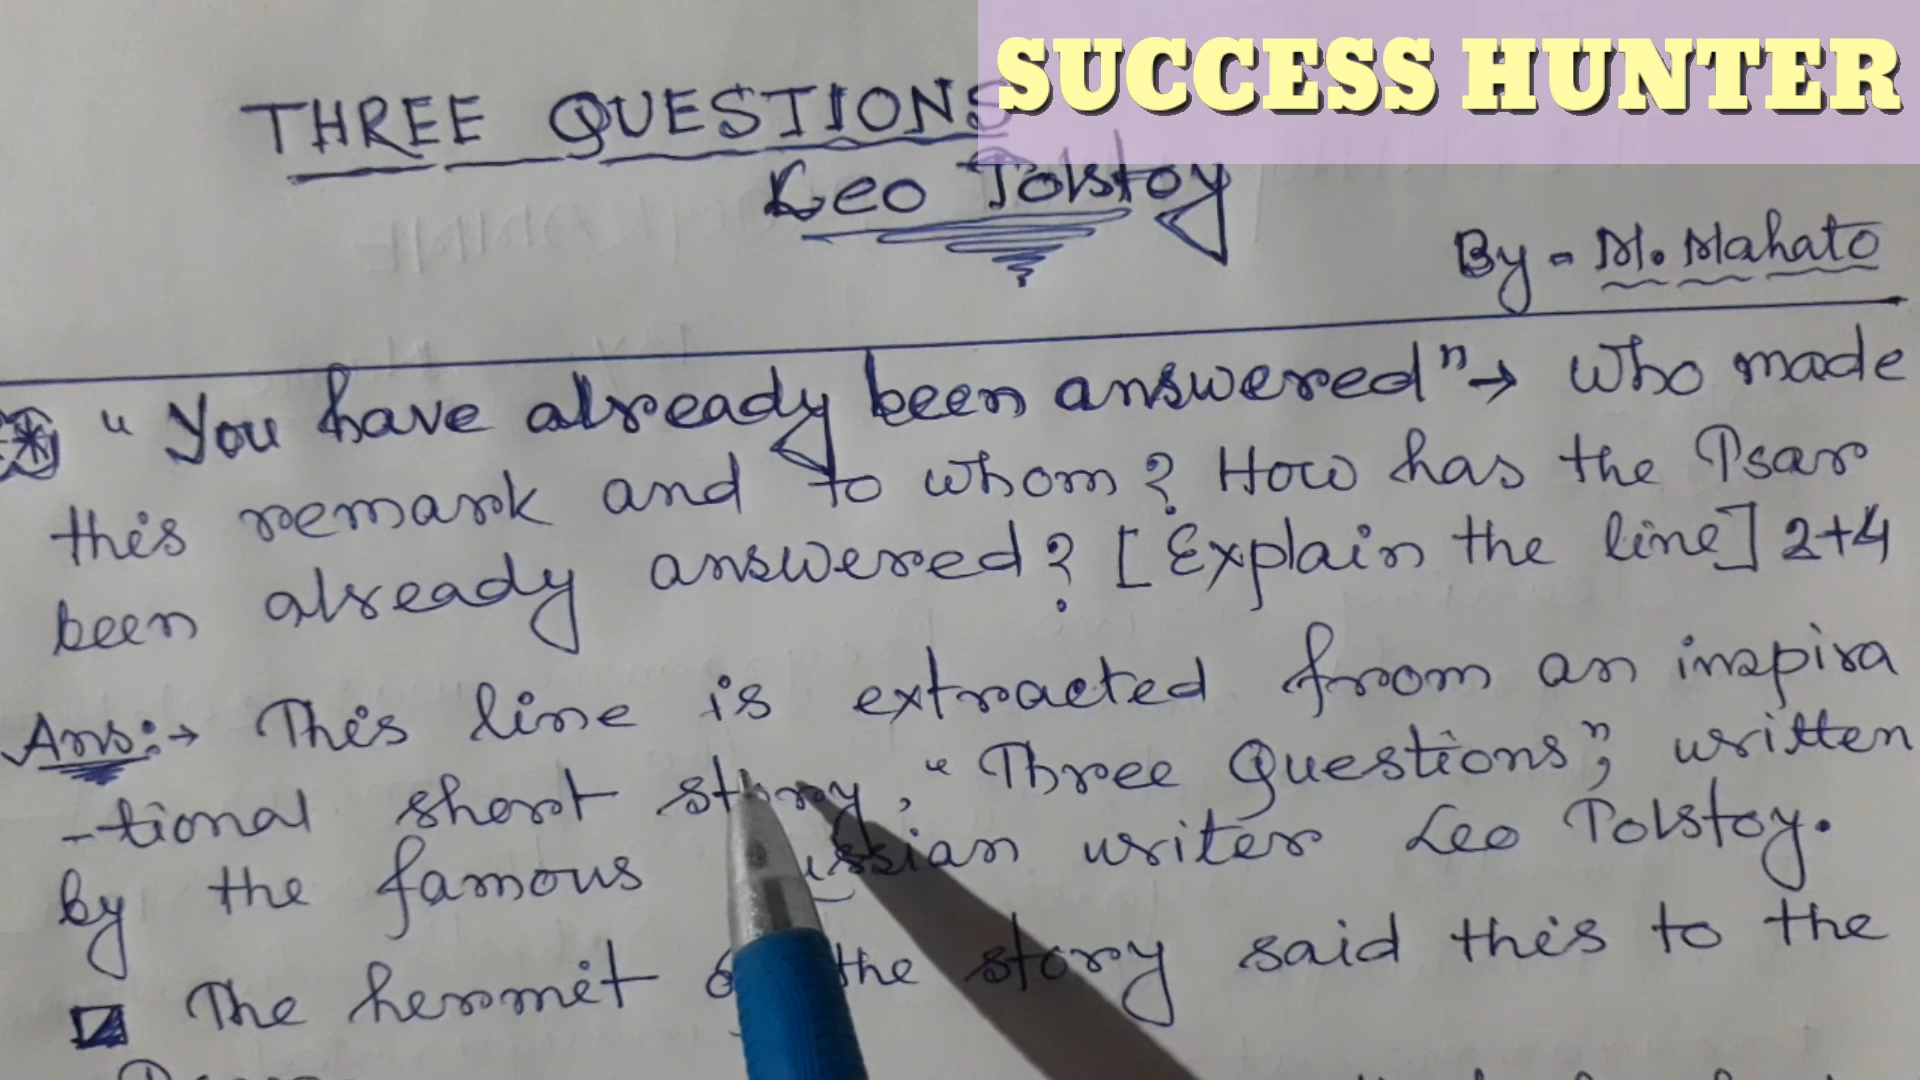 SUCCESS HUNTER
THREE QUESTIONS
Leo Tolstoy
By - M. Mahato
"You have already been answered" → Who made
this remark and to whom? How has the Tsar
been already answered? [Explain the line] 2+4
Ans:→ This line is extracted from an inspira
-tional short story, "Three Questions", written
by the famous Russian writer Leo Tolstoy.
The hermit of the story said this to the